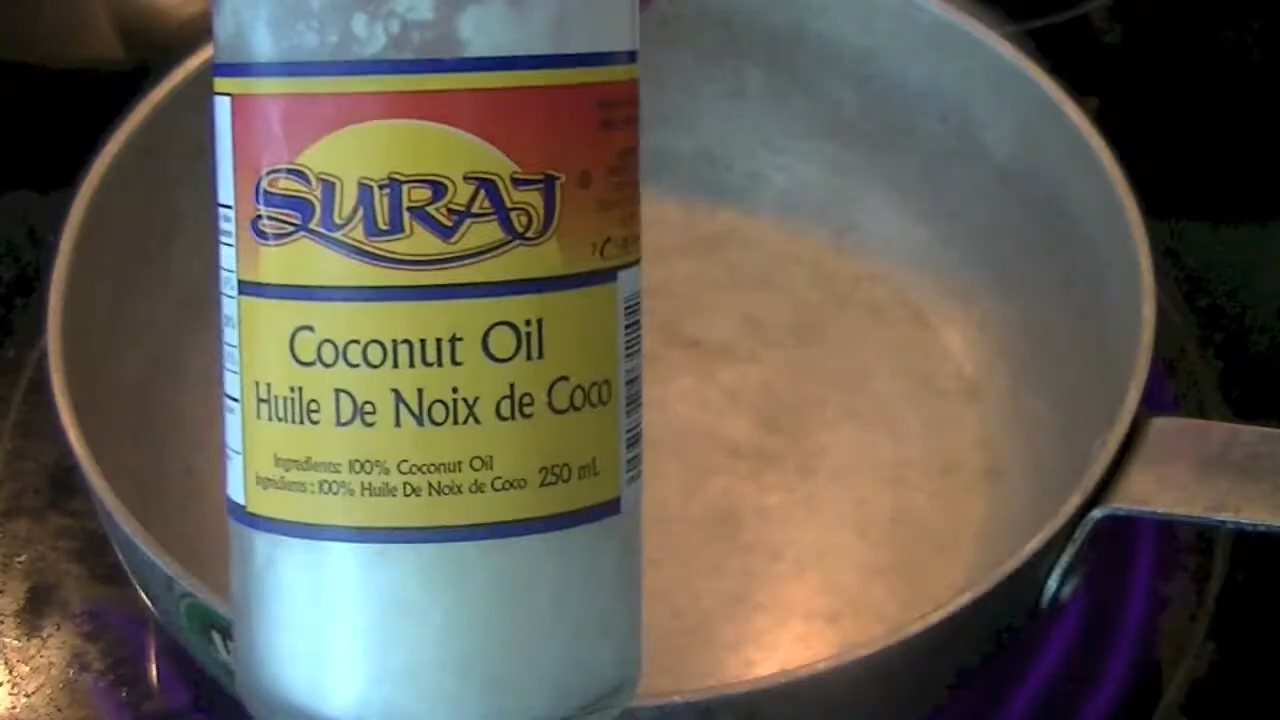 SURAJ
Coconut Oil
Huile De Noix de Coco
Ingredients: 100% Coconut Oil
Ingrédients : 100% Huile De Noix de Coco 250 mL